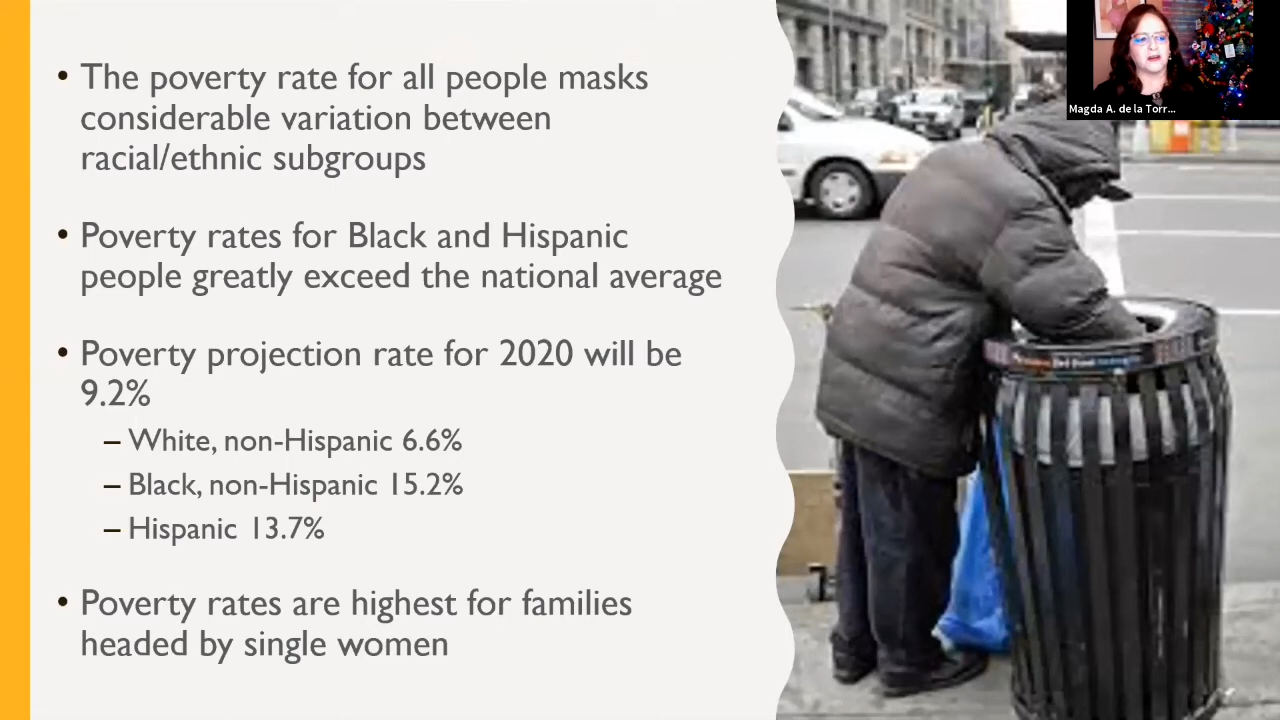 • The poverty rate for all people masks
considerable variation between
racial/ethnic subgroups
• Poverty rates for Black and Hispanic
people greatly exceed the national average
• Poverty projection rate for 2020 will be
9.2%
– White, non-Hispanic 6.6%
– Black, non-Hispanic 15.2%
– Hispanic 13.7%
• Poverty rates are highest for families
headed by single women
Magda A. de la Torr...